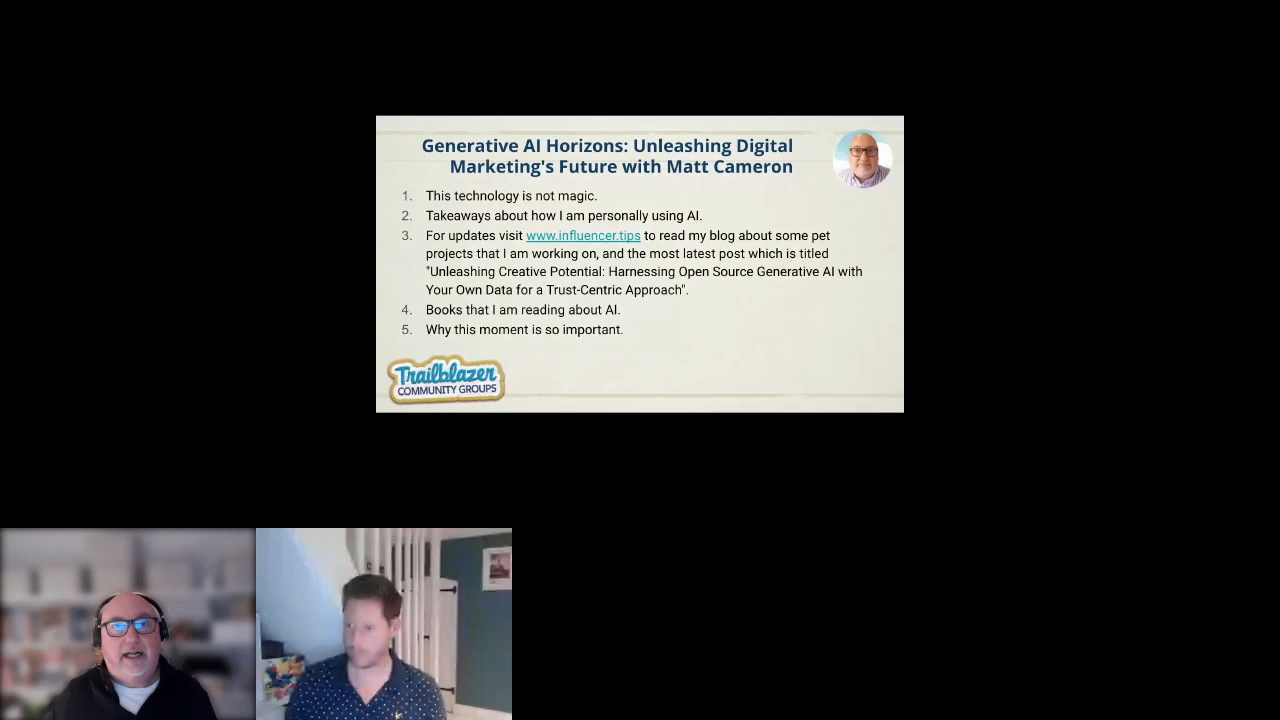 Generative AI Horizons: Unleashing Digital
Marketing's Future with Matt Cameron
1. This technology is not magic.
2. Takeaways about how I am personally using AI.
3. For updates visit www.influencer.tips to read my blog about some pet
projects that I am working on, and the most latest post which is titled
"Unleashing Creative Potential: Harnessing Open Source Generative AI with
Your Own Data for a Trust-Centric Approach".
4. Books that I am reading about AI.
5. Why this moment is so important.
Trailblazer
COMMUNITY GROUPS